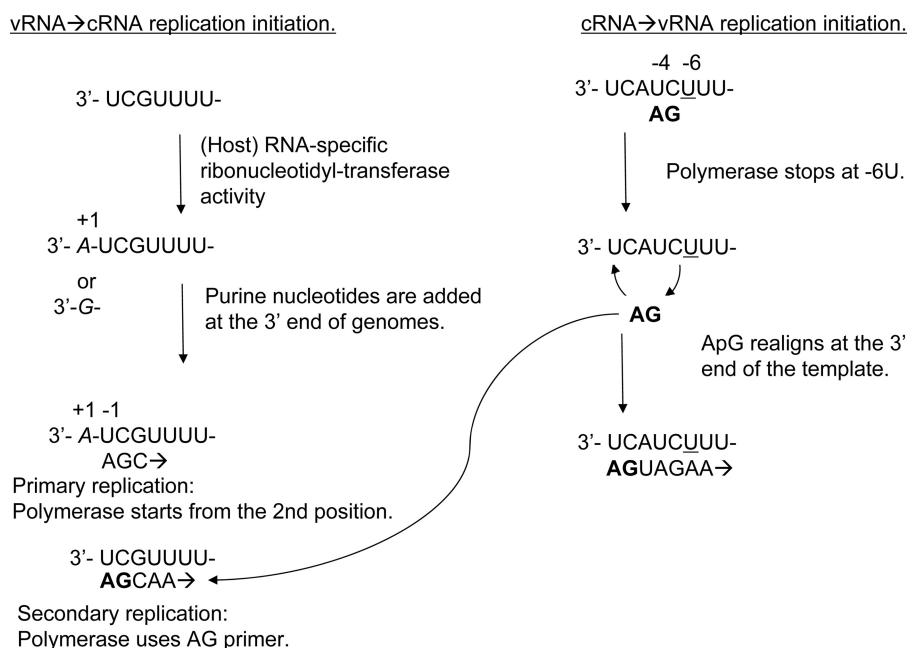 vRNA→cRNA replication initiation.
3’- UCGUUUU-
(Host) RNA-specific
ribonucleotidyl-transferase
activity
+1
3’- A-UCGUUUU-
or
3’-G-
Purine nucleotides are added
at the 3’ end of genomes.
+1 -1
3’- A-UCGUUUU-
AGC→
Primary replication:
Polymerase starts from the 2nd position.
3’- UCGUUUU-
AGCAA→
Secondary replication:
Polymerase uses AG primer.
cRNA→vRNA replication initiation.
-4 -6
3’- UCAUCUUU-
AG
Polymerase stops at -6U.
3’- UCAUCUUU-
AG
ApG realigns at the 3’
end of the template.
3’- UCAUCUUU-
AGUAGAA→